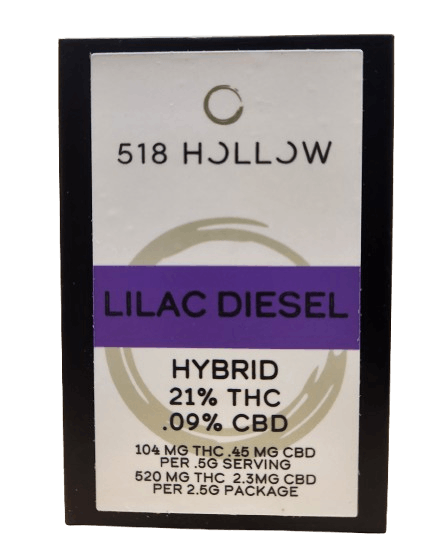 518 HOLLOW
LILAC DIESEL
HYBRID
21% THC
.09% CBD
104 MG THC .45 MG CBD
PER .5G SERVING
520 MG THC 2.3MG CBD
PER 2.5G PACKAGE